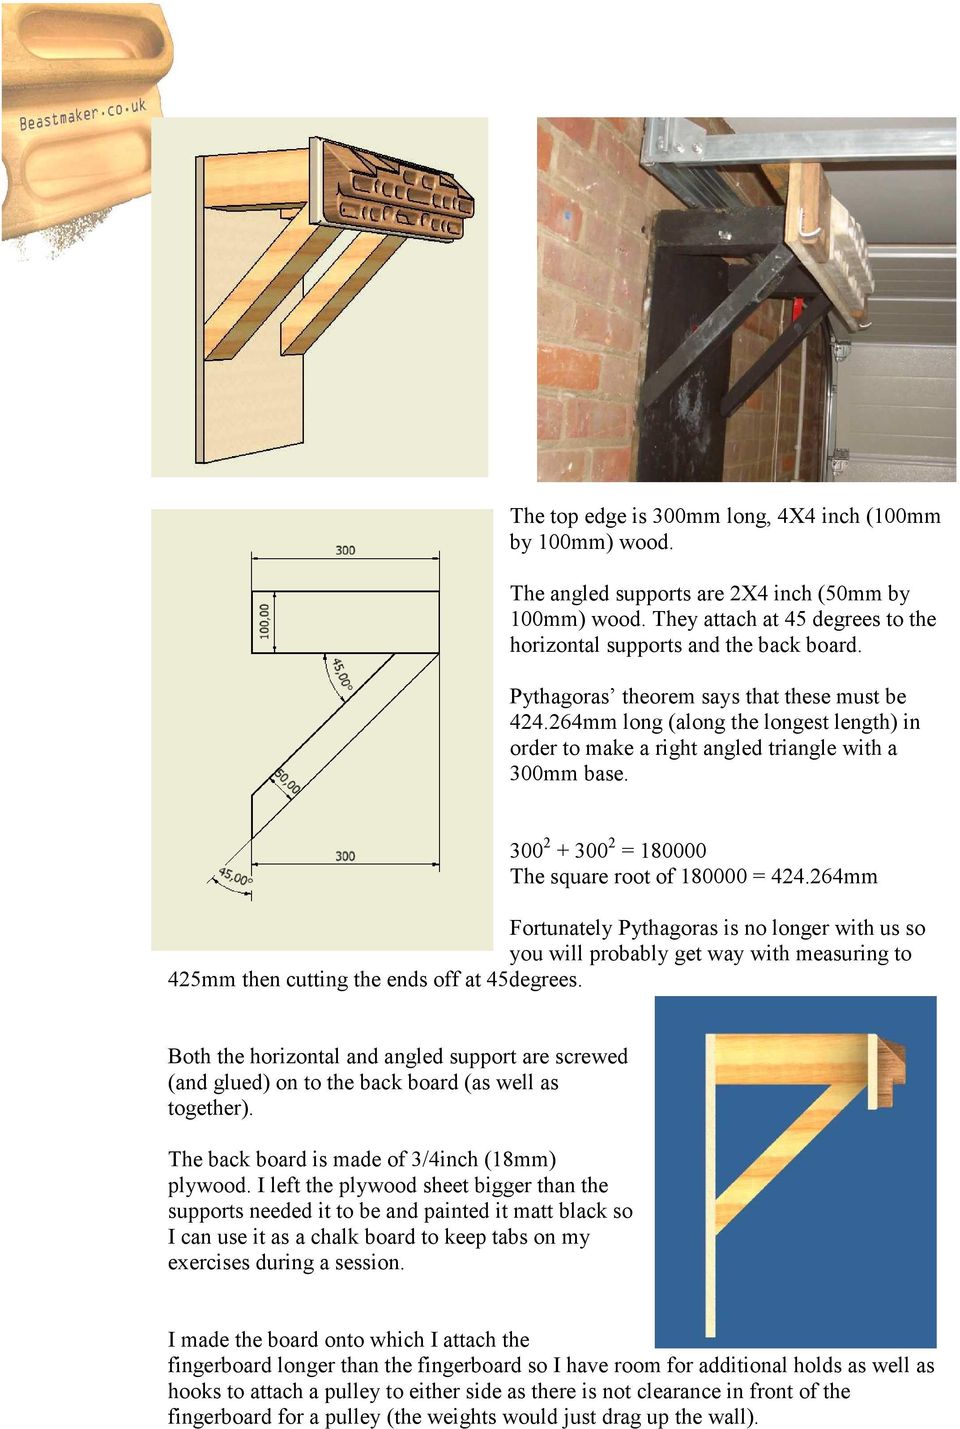 Beastmaker.co.uk
The top edge is 300mm long, 4X4 inch (100mm
by 100mm) wood.
300
100,00
45,00°
50,00
300
45,00°
The angled supports are 2X4 inch (50mm by
100mm) wood. They attach at 45 degrees to the
horizontal supports and the back board.
Pythagoras’ theorem says that these must be
424.264mm long (along the longest length) in
order to make a right angled triangle with a
300mm base.
300² + 300² = 180000
The square root of 180000 = 424.264mm
Fortunately Pythagoras is no longer with us so
you will probably get way with measuring to
425mm then cutting the ends off at 45degrees.
Both the horizontal and angled support are screwed
(and glued) on to the back board (as well as
together).
The back board is made of 3/4inch (18mm)
plywood. I left the plywood sheet bigger than the
supports needed it to be and painted it matt black so
I can use it as a chalk board to keep tabs on my
exercises during a session.
I made the board onto which I attach the
fingerboard longer than the fingerboard so I have room for additional holds as well as
hooks to attach a pulley to either side as there is not clearance in front of the
fingerboard for a pulley (the weights would just drag up the wall).